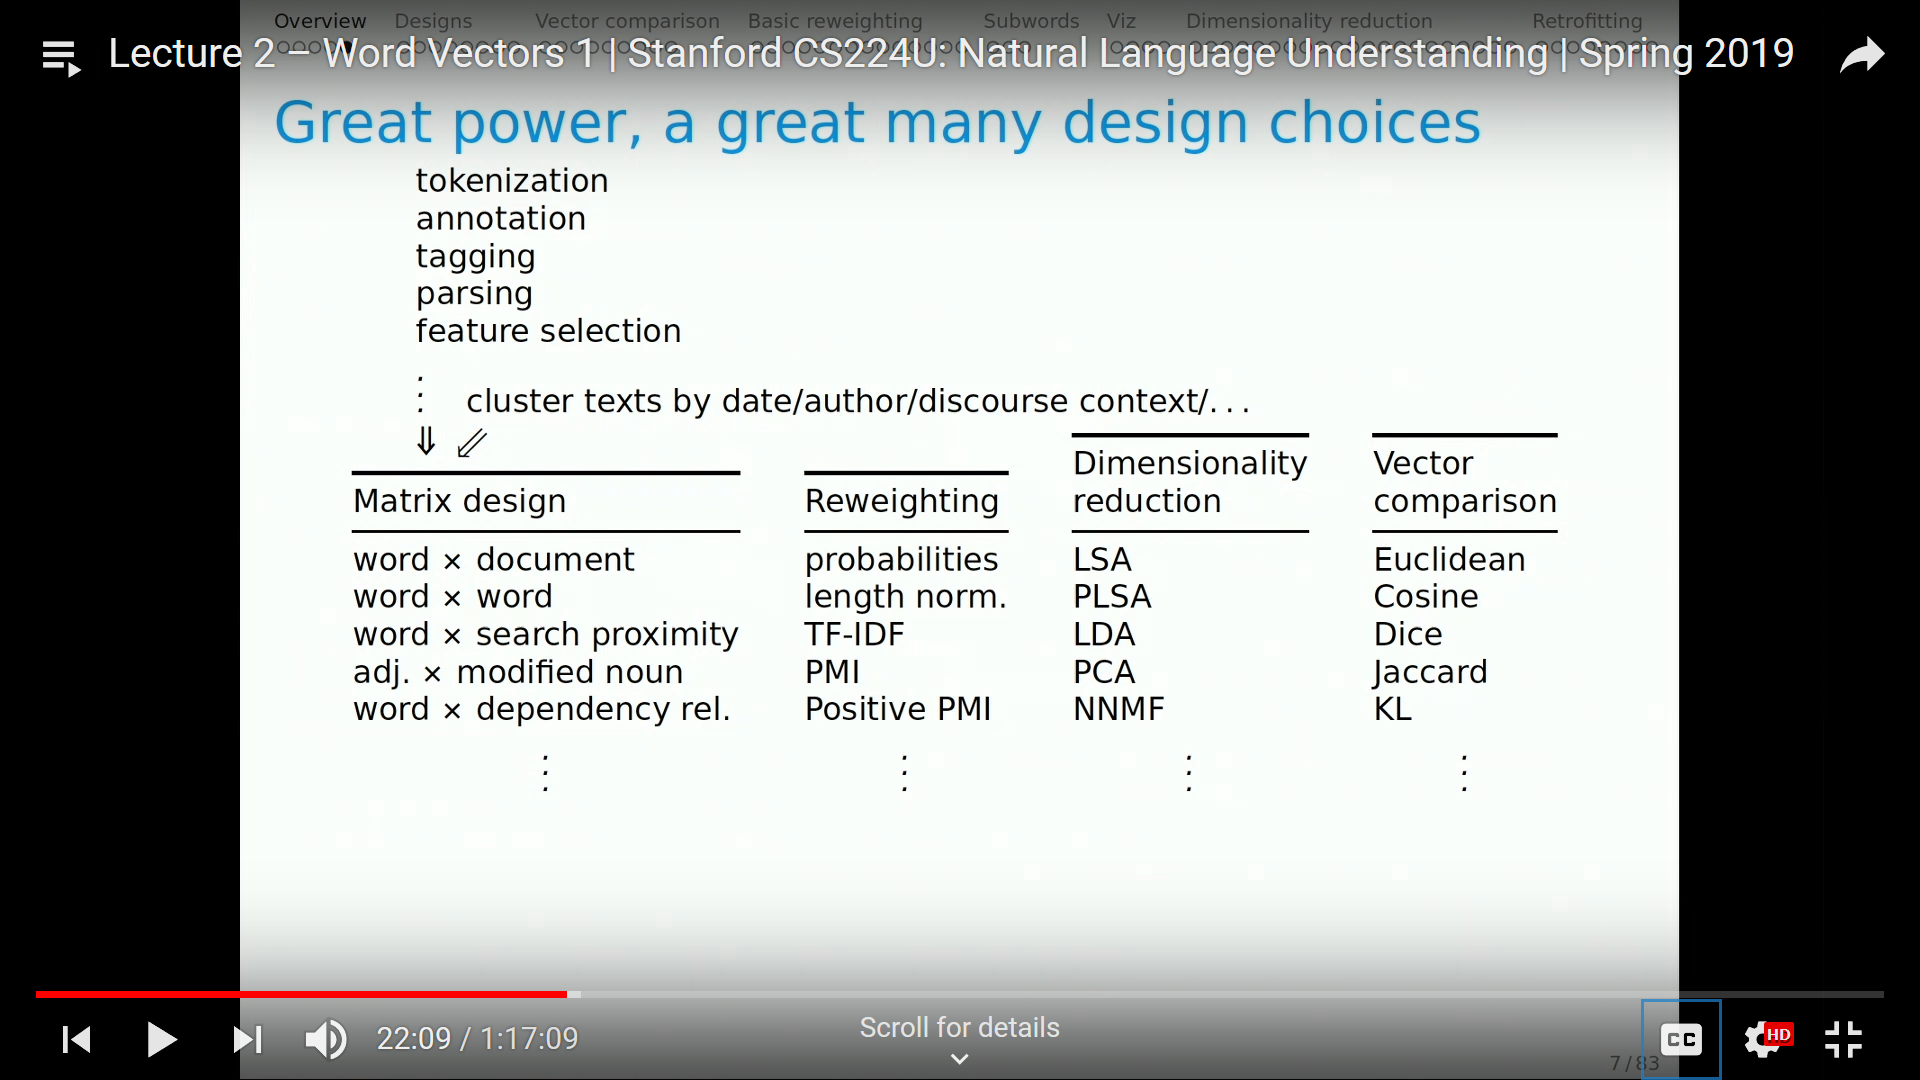 Overview Designs Vector comparison Basic reweighting Subwords Viz Dimensionality reduction Retrofitting
Lecture 2 – Word Vectors 1 | Stanford CS224U: Natural Language Understanding | Spring 2019
Great power, a great many design choices
tokenization
annotation
tagging
parsing
feature selection
⋮ cluster texts by date/author/discourse context/. . .
⇓ ⇙
Matrix design
word × document
word × word
word × search proximity
adj. × modified noun
word × dependency rel.
⋮
Reweighting
probabilities
length norm.
TF-IDF
PMI
Positive PMI
⋮
Dimensionality
reduction
LSA
PLSA
LDA
PCA
NNMF
⋮
Vector
comparison
Euclidean
Cosine
Dice
Jaccard
KL
⋮
22:09 / 1:17:09
Scroll for details
CC
HD
7 / 83